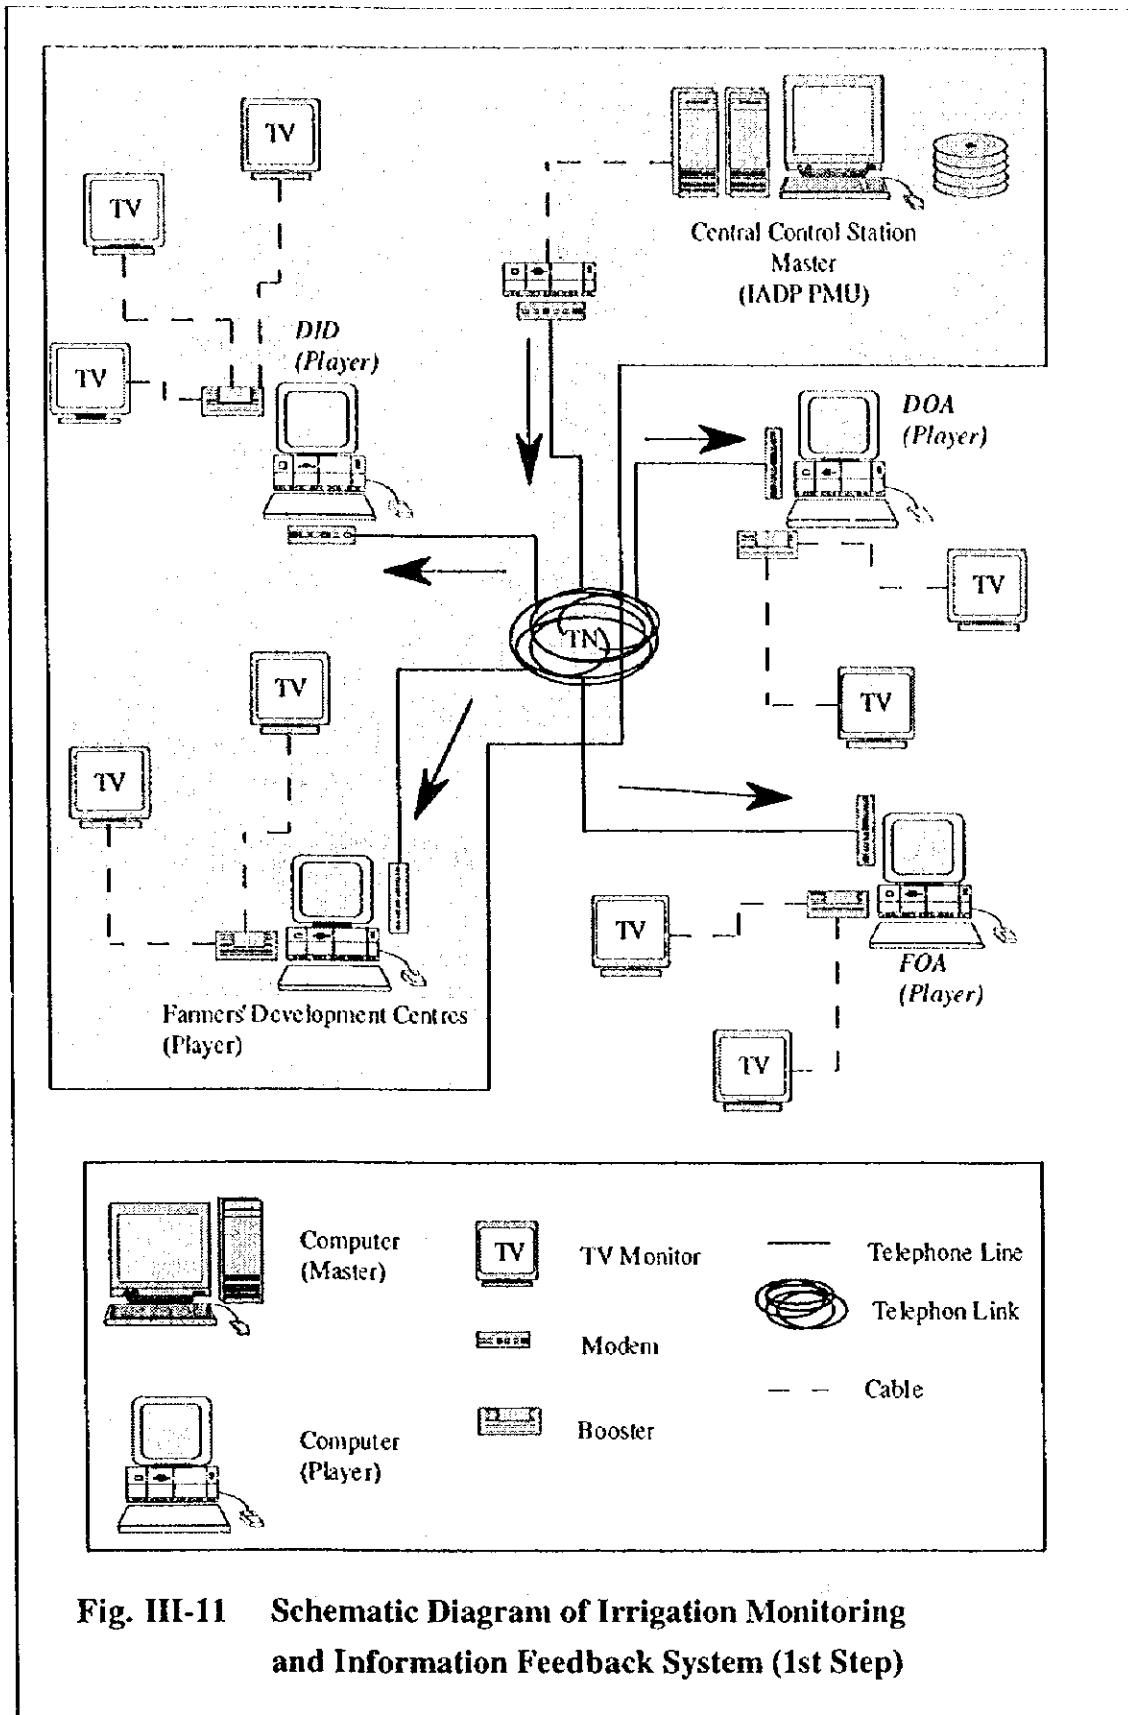 TV
TV
TV
Central Control Station
Master
(IADP PMU)
DID
(Player)
DOA
(Player)
TV
TN
TV
TV
TV
TV
TV
FOA
(Player)
Farmers' Development Centres
(Player)
TV
Computer
(Master)
TV
TV Monitor
Telephone Line
Telephon Link
Modem
Cable
Booster
Computer
(Player)
Fig. III-11 Schematic Diagram of Irrigation Monitoring
and Information Feedback System (1st Step)